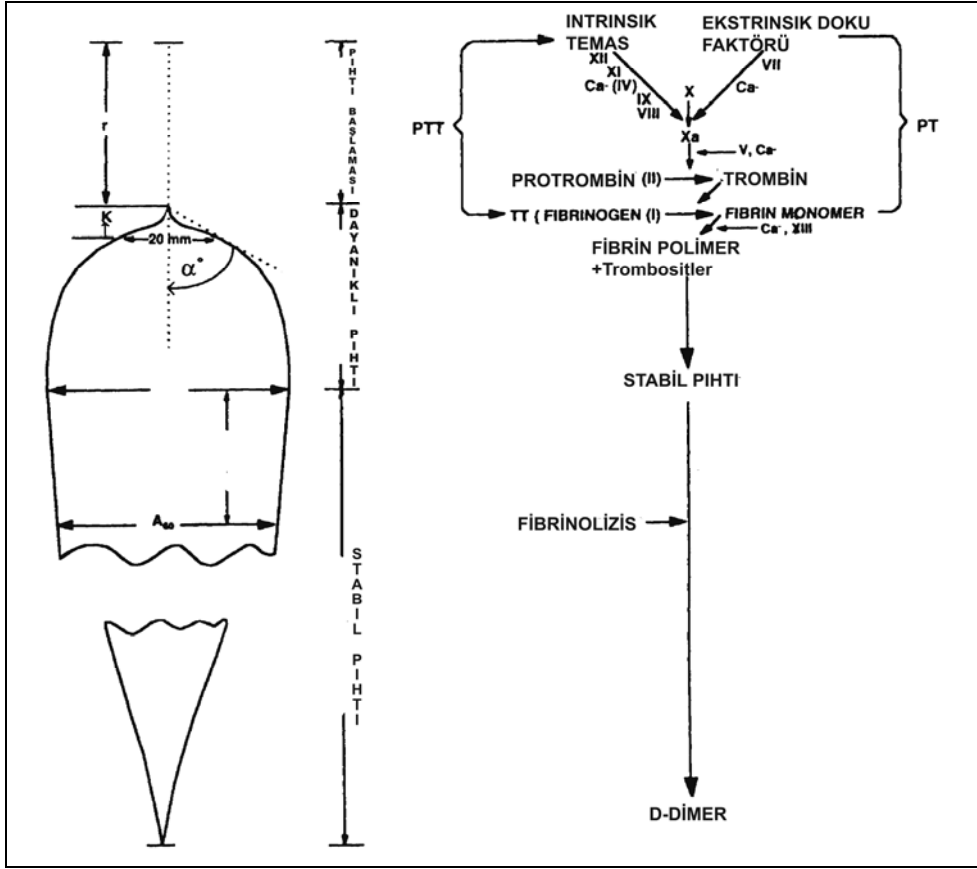 r
K
20 mm
α°
A₆₀
PIHTI BAŞLAMASI
DAYANIKLI PIHTI
STABIL PIHTI
INTRINSIK
TEMAS
XII
XI
Ca⁻ (IV)
IX
VIII
EKSTRINSIK DOKU
FAKTÖRÜ
VII
Ca⁻
X
Xa
V, Ca⁻
PTT
PT
PROTROMBİN (II)
TROMBİN
TT { FIBRINOGEN (I)
FIBRIN MONOMER
Ca⁻, XIII
FİBRİN POLİMER
+Trombositler
STABİL PIHTI
FİBRİNOLİZİS
D-DİMER